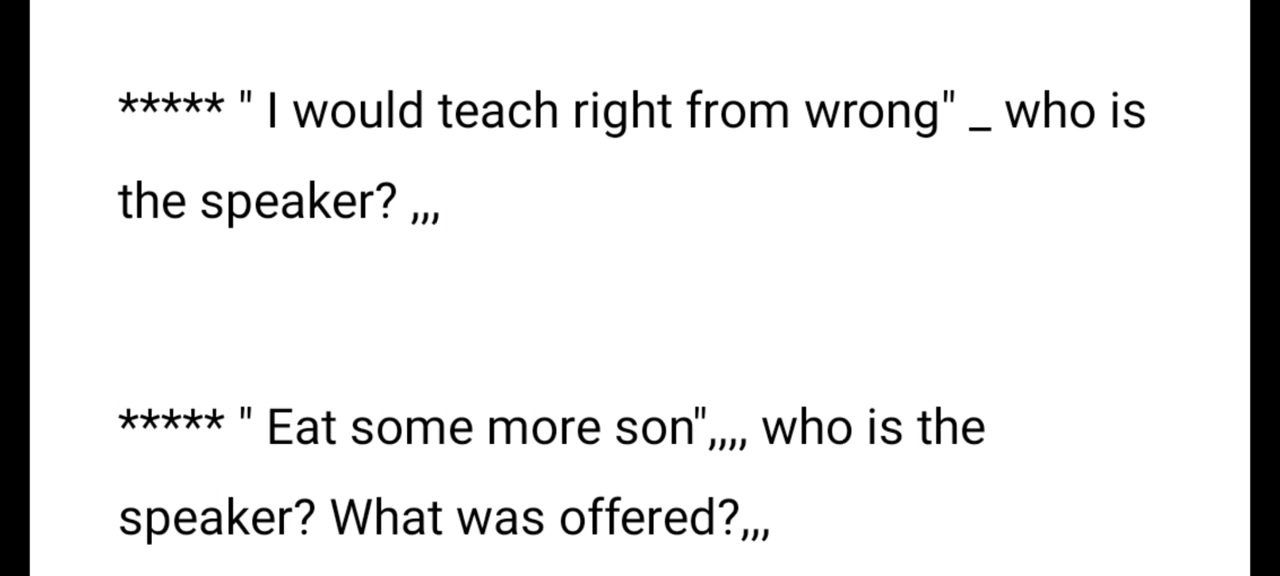 ***** " I would teach right from wrong" _ who is
the speaker? ,,,
***** " Eat some more son",,,, who is the
speaker? What was offered?,,,